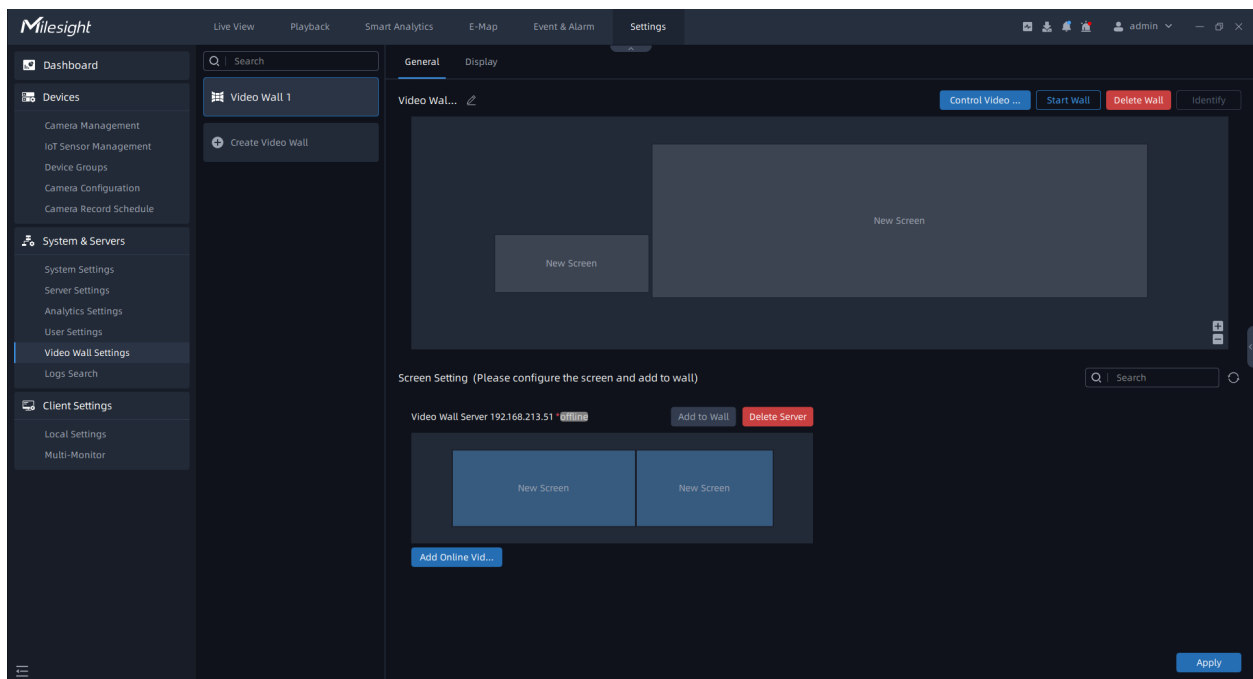 Milesight
Live View
Playback
Smart Analytics
E-Map
Event & Alarm
Settings
admin
Dashboard
Devices
Camera Management
IoT Sensor Management
Device Groups
Camera Configuration
Camera Record Schedule
System & Servers
System Settings
Server Settings
Analytics Settings
User Settings
Video Wall Settings
Logs Search
Client Settings
Local Settings
Multi-Monitor
Search
Video Wall 1
Create Video Wall
General
Display
Video Wal...
Control Video ...
Start Wall
Delete Wall
Identify
New Screen
New Screen
Screen Setting (Please configure the screen and add to wall)
Search
Video Wall Server 192.168.213.51 *offline
Add to Wall
Delete Server
New Screen
New Screen
Add Online Vid...
Apply